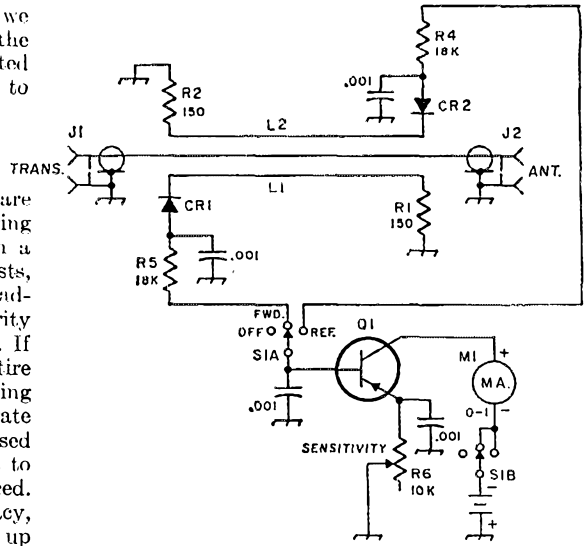 we
the
to
are
ing
a
sts,
ad-
rity
If
tire
ing
ate
sed
to
ced.
cy,
up
R4
18K
.001
CR2
R2
150
L2
J1
J2
TRANS.
ANT.
L1
CR1
R1
150
R5
18K
.001
FWD.
OFF
REF.
S1A
Q1
M1
+
MA.
0-1
-
.001
.001
SENSITIVITY
R6
10K
S1B
-
+